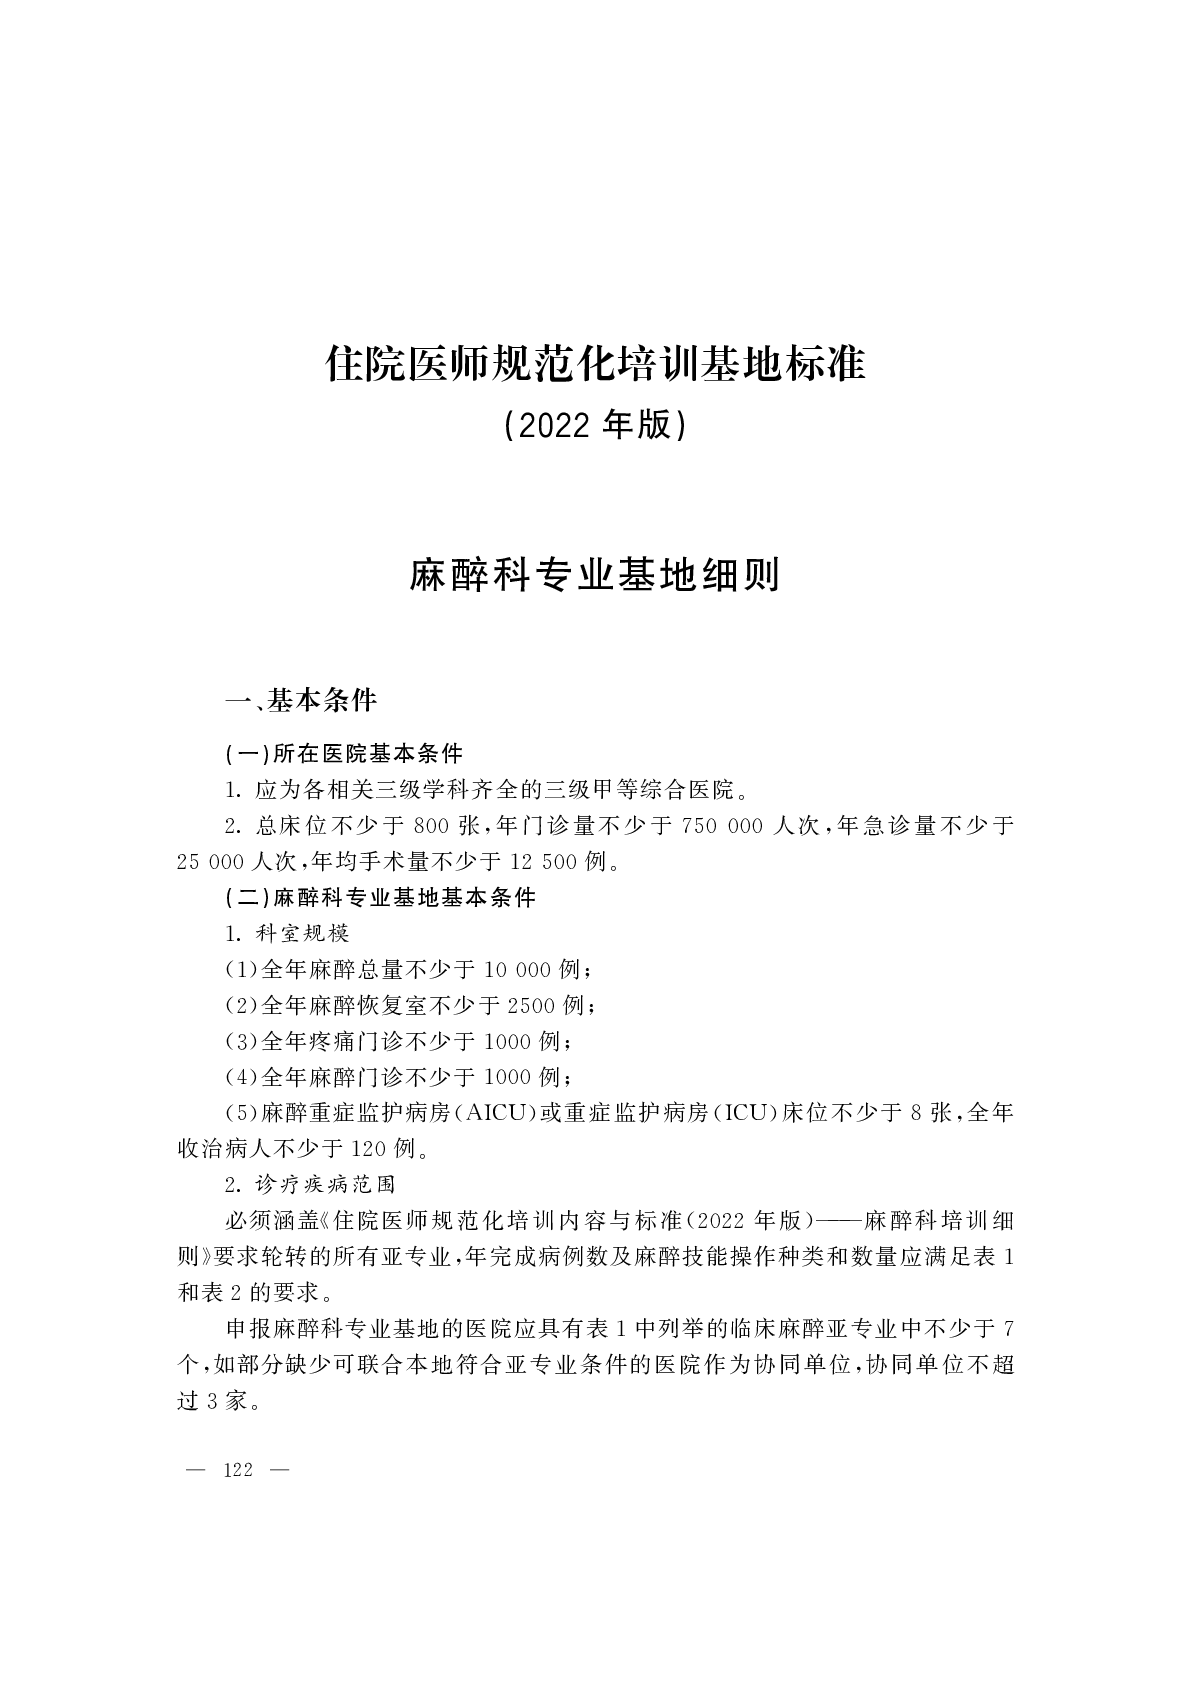 住院医师规范化培训基地标准
(2022 年版)
麻醉科专业基地细则
一、基本条件
(一)所在医院基本条件
1. 应为各相关三级学科齐全的三级甲等综合医院。
2. 总床位不少于 800 张,年门诊量不少于 750 000 人次,年急诊量不少于
25 000 人次,年均手术量不少于 12 500 例。
(二)麻醉科专业基地基本条件
1. 科室规模
(1)全年麻醉总量不少于 10 000 例;
(2)全年麻醉恢复室不少于 2500 例;
(3)全年疼痛门诊不少于 1000 例;
(4)全年麻醉门诊不少于 1000 例;
(5)麻醉重症监护病房(AICU)或重症监护病房(ICU)床位不少于 8 张,全年
收治病人不少于 120 例。
2. 诊疗疾病范围
必须涵盖《住院医师规范化培训内容与标准(2022 年版)——麻醉科培训细
则》要求轮转的所有亚专业,年完成病例数及麻醉技能操作种类和数量应满足表 1
和表 2 的要求。
申报麻醉科专业基地的医院应具有表 1 中列举的临床麻醉亚专业中不少于 7
个,如部分缺少可联合本地符合亚专业条件的医院作为协同单位,协同单位不超
过 3 家。
— 122 —